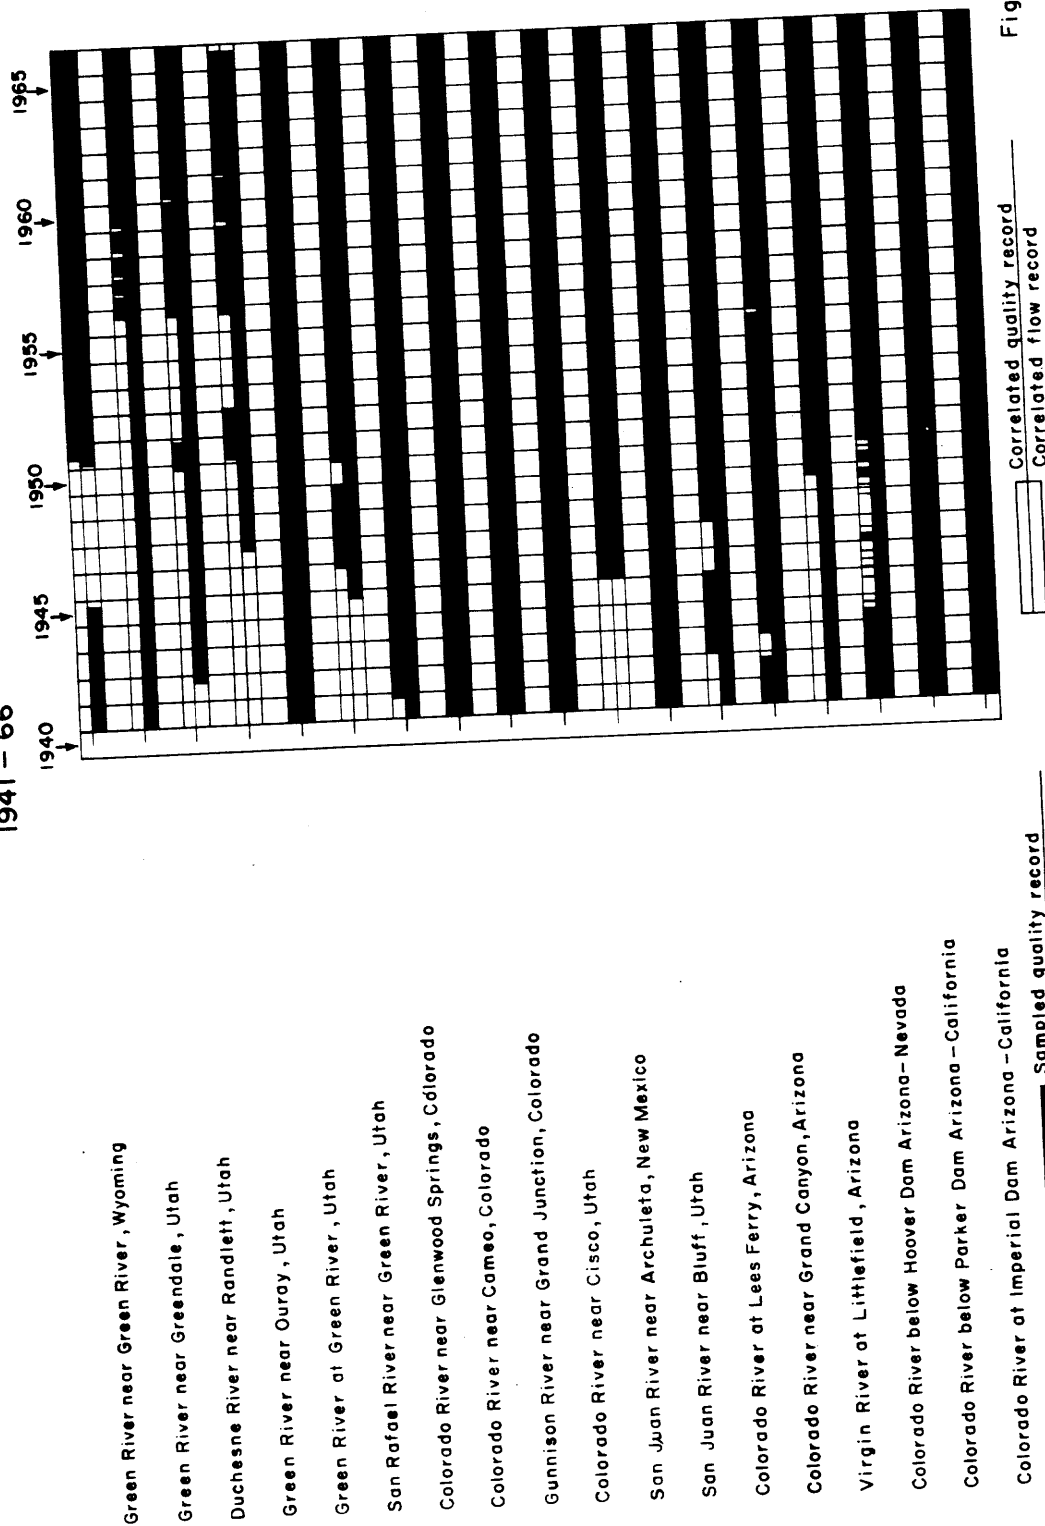 1941 – 66
1940
1945
1950
1955
1960
1965
Green River near Green River, Wyoming
Green River near Greendale, Utah
Duchesne River near Randlett, Utah
Green River near Ouray, Utah
Green River at Green River, Utah
San Rafael River near Green River, Utah
Colorado River near Glenwood Springs, Cdlorado
Colorado River near Cameo, Colorado
Gunnison River near Grand Junction, Colorado
Colorado River near Cisco, Utah
San Juan River near Archuleta, New Mexico
San Juan River near Bluff, Utah
Colorado River at Lees Ferry, Arizona
Colorado River near Grand Canyon, Arizona
Virgin River at Littlefield, Arizona
Colorado River below Hoover Dam Arizona-Nevada
Colorado River below Parker Dam Arizona-California
Colorado River at Imperial Dam Arizona-California
Sampled quality record
Correlated quality record
Correlated flow record
Fig